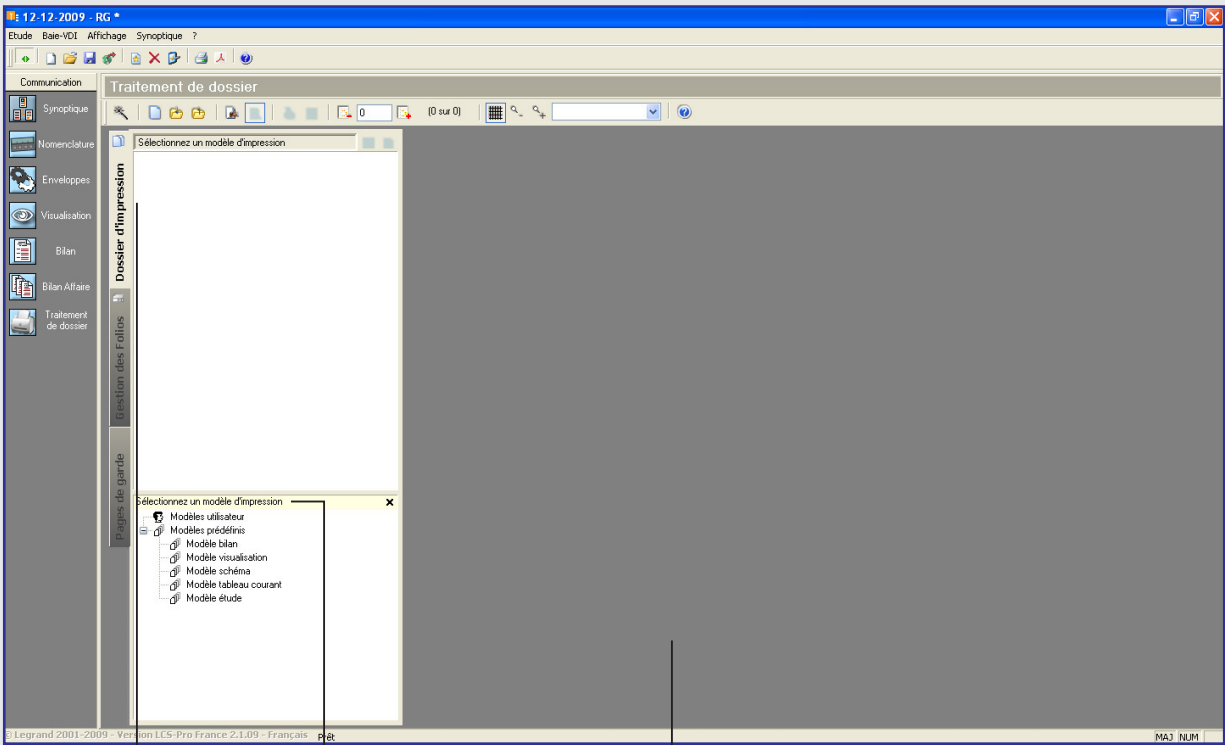 12-12-2009 - RG *
Etude Baie-VDI Affichage Synoptique ?
Communication
Synoptique
Nomenclature
Enveloppes
Visualisation
Bilan
Bilan Affaire
Traitement
de dossier
Traitement de dossier
0 (0 sur 0)
Dossier d'impression
Gestion des Folios
Pages de garde
Sélectionnez un modèle d'impression
Sélectionnez un modèle d'impression
Modèles utilisateur
Modèles prédéfinis
Modèle bilan
Modèle visualisation
Modèle schéma
Modèle tableau courant
Modèle étude
© Legrand 2001-2009 - Version LCS-Pro France 2.1.09 - Français Prêt MAJ NUM